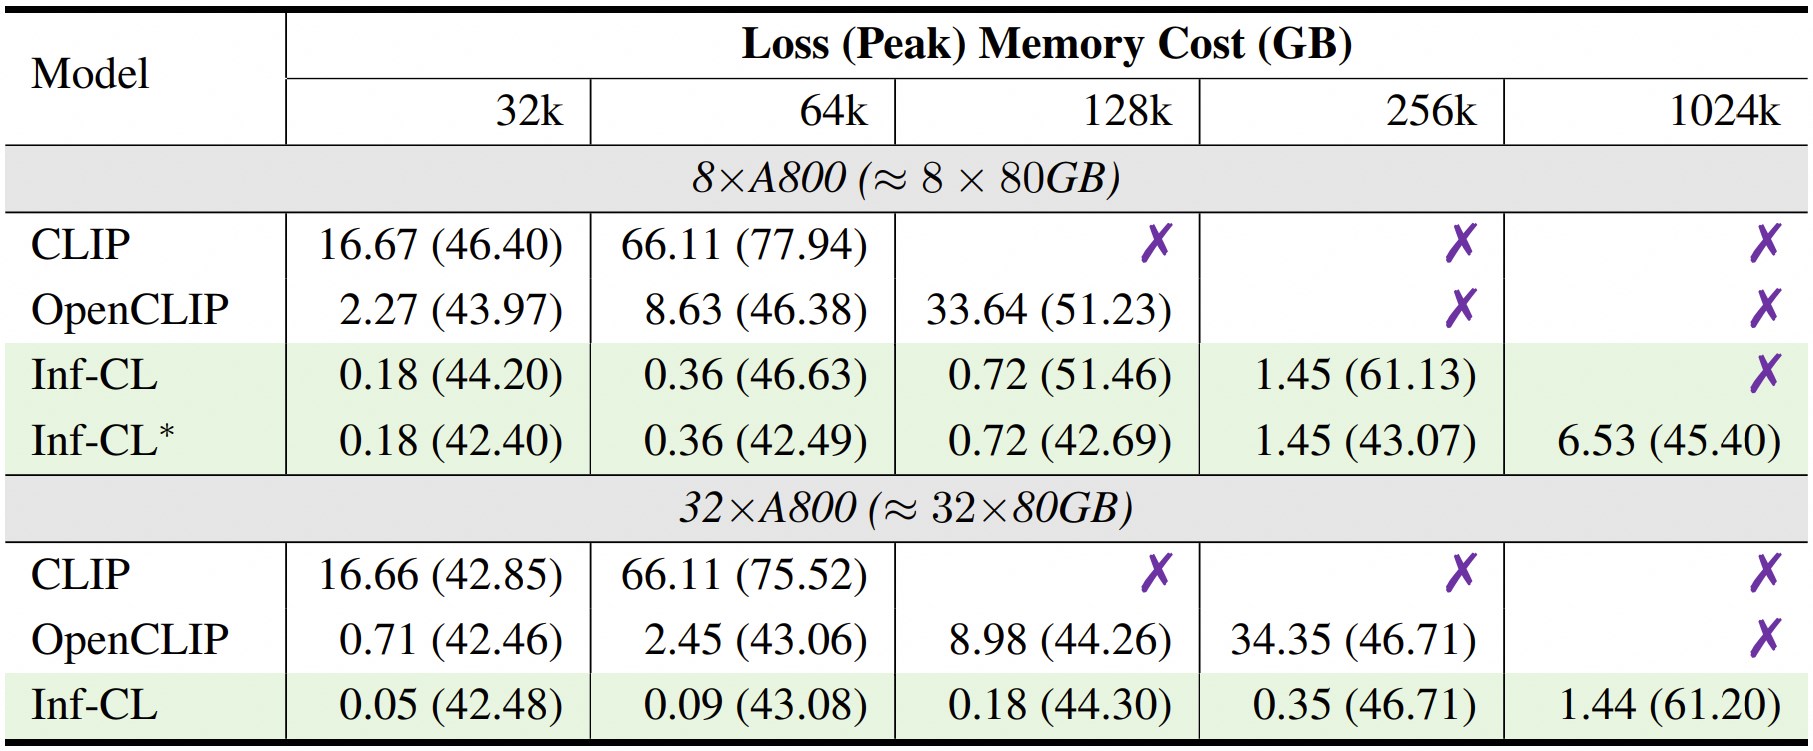 Model Loss (Peak) Memory Cost (GB)
32k 64k 128k 256k 1024k
8×A800 (≈ 8 × 80GB)
CLIP 16.67 (46.40) 66.11 (77.94) ✗ ✗ ✗
OpenCLIP 2.27 (43.97) 8.63 (46.38) 33.64 (51.23) ✗ ✗
Inf-CL 0.18 (44.20) 0.36 (46.63) 0.72 (51.46) 1.45 (61.13) ✗
Inf-CL* 0.18 (42.40) 0.36 (42.49) 0.72 (42.69) 1.45 (43.07) 6.53 (45.40)
32×A800 (≈ 32×80GB)
CLIP 16.66 (42.85) 66.11 (75.52) ✗ ✗ ✗
OpenCLIP 0.71 (42.46) 2.45 (43.06) 8.98 (44.26) 34.35 (46.71) ✗
Inf-CL 0.05 (42.48) 0.09 (43.08) 0.18 (44.30) 0.35 (46.71) 1.44 (61.20)